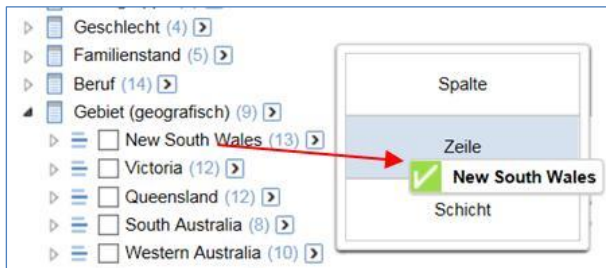 Geschlecht (4)
Familienstand (5)
Beruf (14)
Gebiet (geografisch) (9)
New South Wales (13)
Victoria (12)
Queensland (12)
South Australia (8)
Western Australia (10)
Spalte
Zeile
New South Wales
Schicht